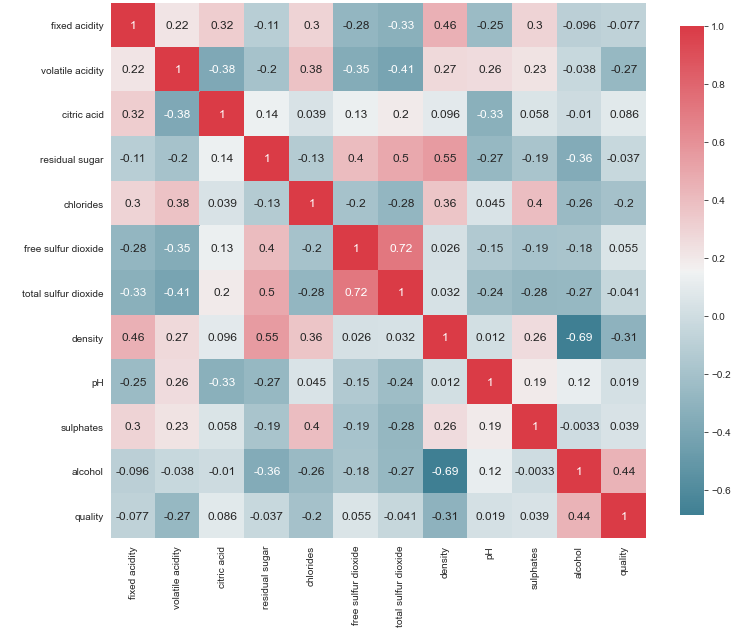 fixed acidity 1 0.22 0.32 -0.11 0.3 -0.28 -0.33 0.46 -0.25 0.3 -0.096 -0.077
volatile acidity 0.22 1 -0.38 -0.2 0.38 -0.35 -0.41 0.27 0.26 0.23 -0.038 -0.27
citric acid 0.32 -0.38 1 0.14 0.039 0.13 0.2 0.096 -0.33 0.058 -0.01 0.086
residual sugar -0.11 -0.2 0.14 1 -0.13 0.4 0.5 0.55 -0.27 -0.19 -0.36 -0.037
chlorides 0.3 0.38 0.039 -0.13 1 -0.2 -0.28 0.36 0.045 0.4 -0.26 -0.2
free sulfur dioxide -0.28 -0.35 0.13 0.4 -0.2 1 0.72 0.026 -0.15 -0.19 -0.18 0.055
total sulfur dioxide -0.33 -0.41 0.2 0.5 -0.28 0.72 1 0.032 -0.24 -0.28 -0.27 -0.041
density 0.46 0.27 0.096 0.55 0.36 0.026 0.032 1 0.012 0.26 -0.69 -0.31
pH -0.25 0.26 -0.33 -0.27 0.045 -0.15 -0.24 0.012 1 0.19 0.12 0.019
sulphates 0.3 0.23 0.058 -0.19 0.4 -0.19 -0.28 0.26 0.19 1 -0.0033 0.039
alcohol -0.096 -0.038 -0.01 -0.36 -0.26 -0.18 -0.27 -0.69 0.12 -0.0033 1 0.44
quality -0.077 -0.27 0.086 -0.037 -0.2 0.055 -0.041 -0.31 0.019 0.039 0.44 1
fixed acidity
volatile acidity
citric acid
residual sugar
chlorides
free sulfur dioxide
total sulfur dioxide
density
pH
sulphates
alcohol
quality
1.0
0.8
0.6
0.4
0.2
0.0
−0.2
−0.4
−0.6